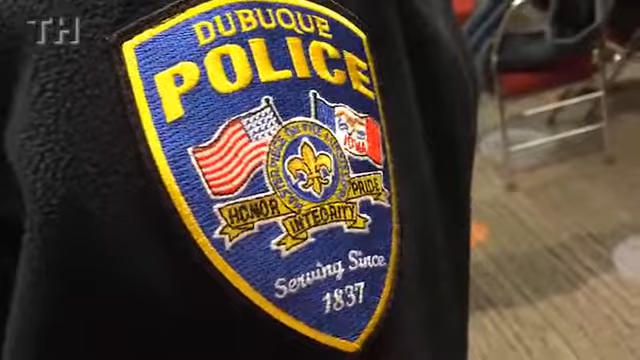 TH
DUBUQUE
POLICE
IOWA
HONOR
INTEGRITY
PRIDE
Serving Since
1837